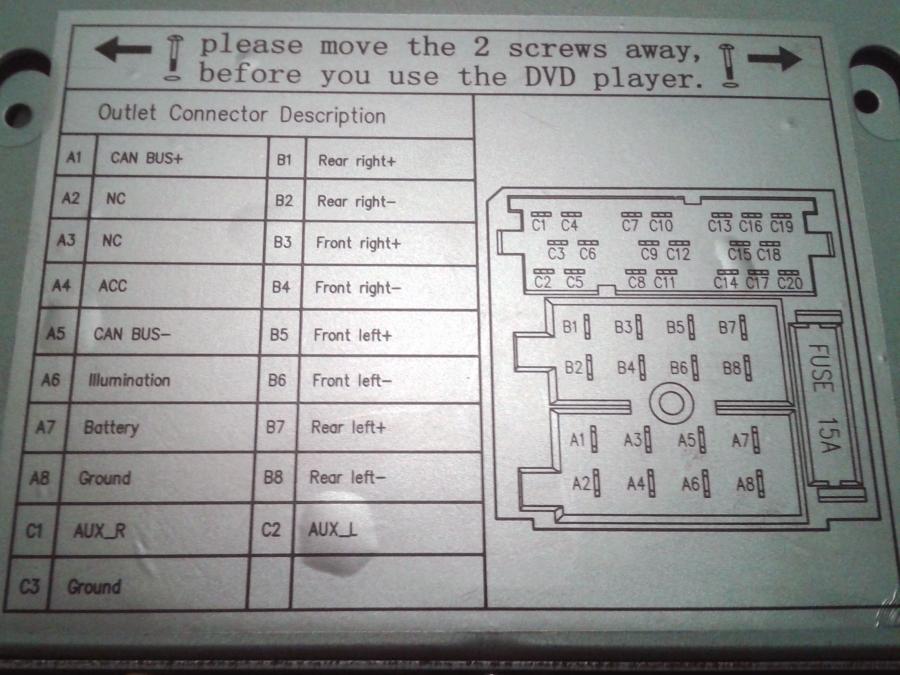 please move the 2 screws away,
before you use the DVD player.
Outlet Connector Description
A1 CAN BUS+ B1 Rear right+
A2 NC B2 Rear right-
A3 NC B3 Front right+
A4 ACC B4 Front right-
A5 CAN BUS- B5 Front left+
A6 Illumination B6 Front left-
A7 Battery B7 Rear left+
A8 Ground B8 Rear left-
C1 AUX_R C2 AUX_L
C3 Ground
C1 C4 C7 C10 C13 C16 C19
C3 C6 C9 C12 C15 C18
C2 C5 C8 C11 C14 C17 C20
B1 B3 B5 B7
B2 B4 B6 B8
A1 A3 A5 A7
A2 A4 A6 A8
FUSE 15A